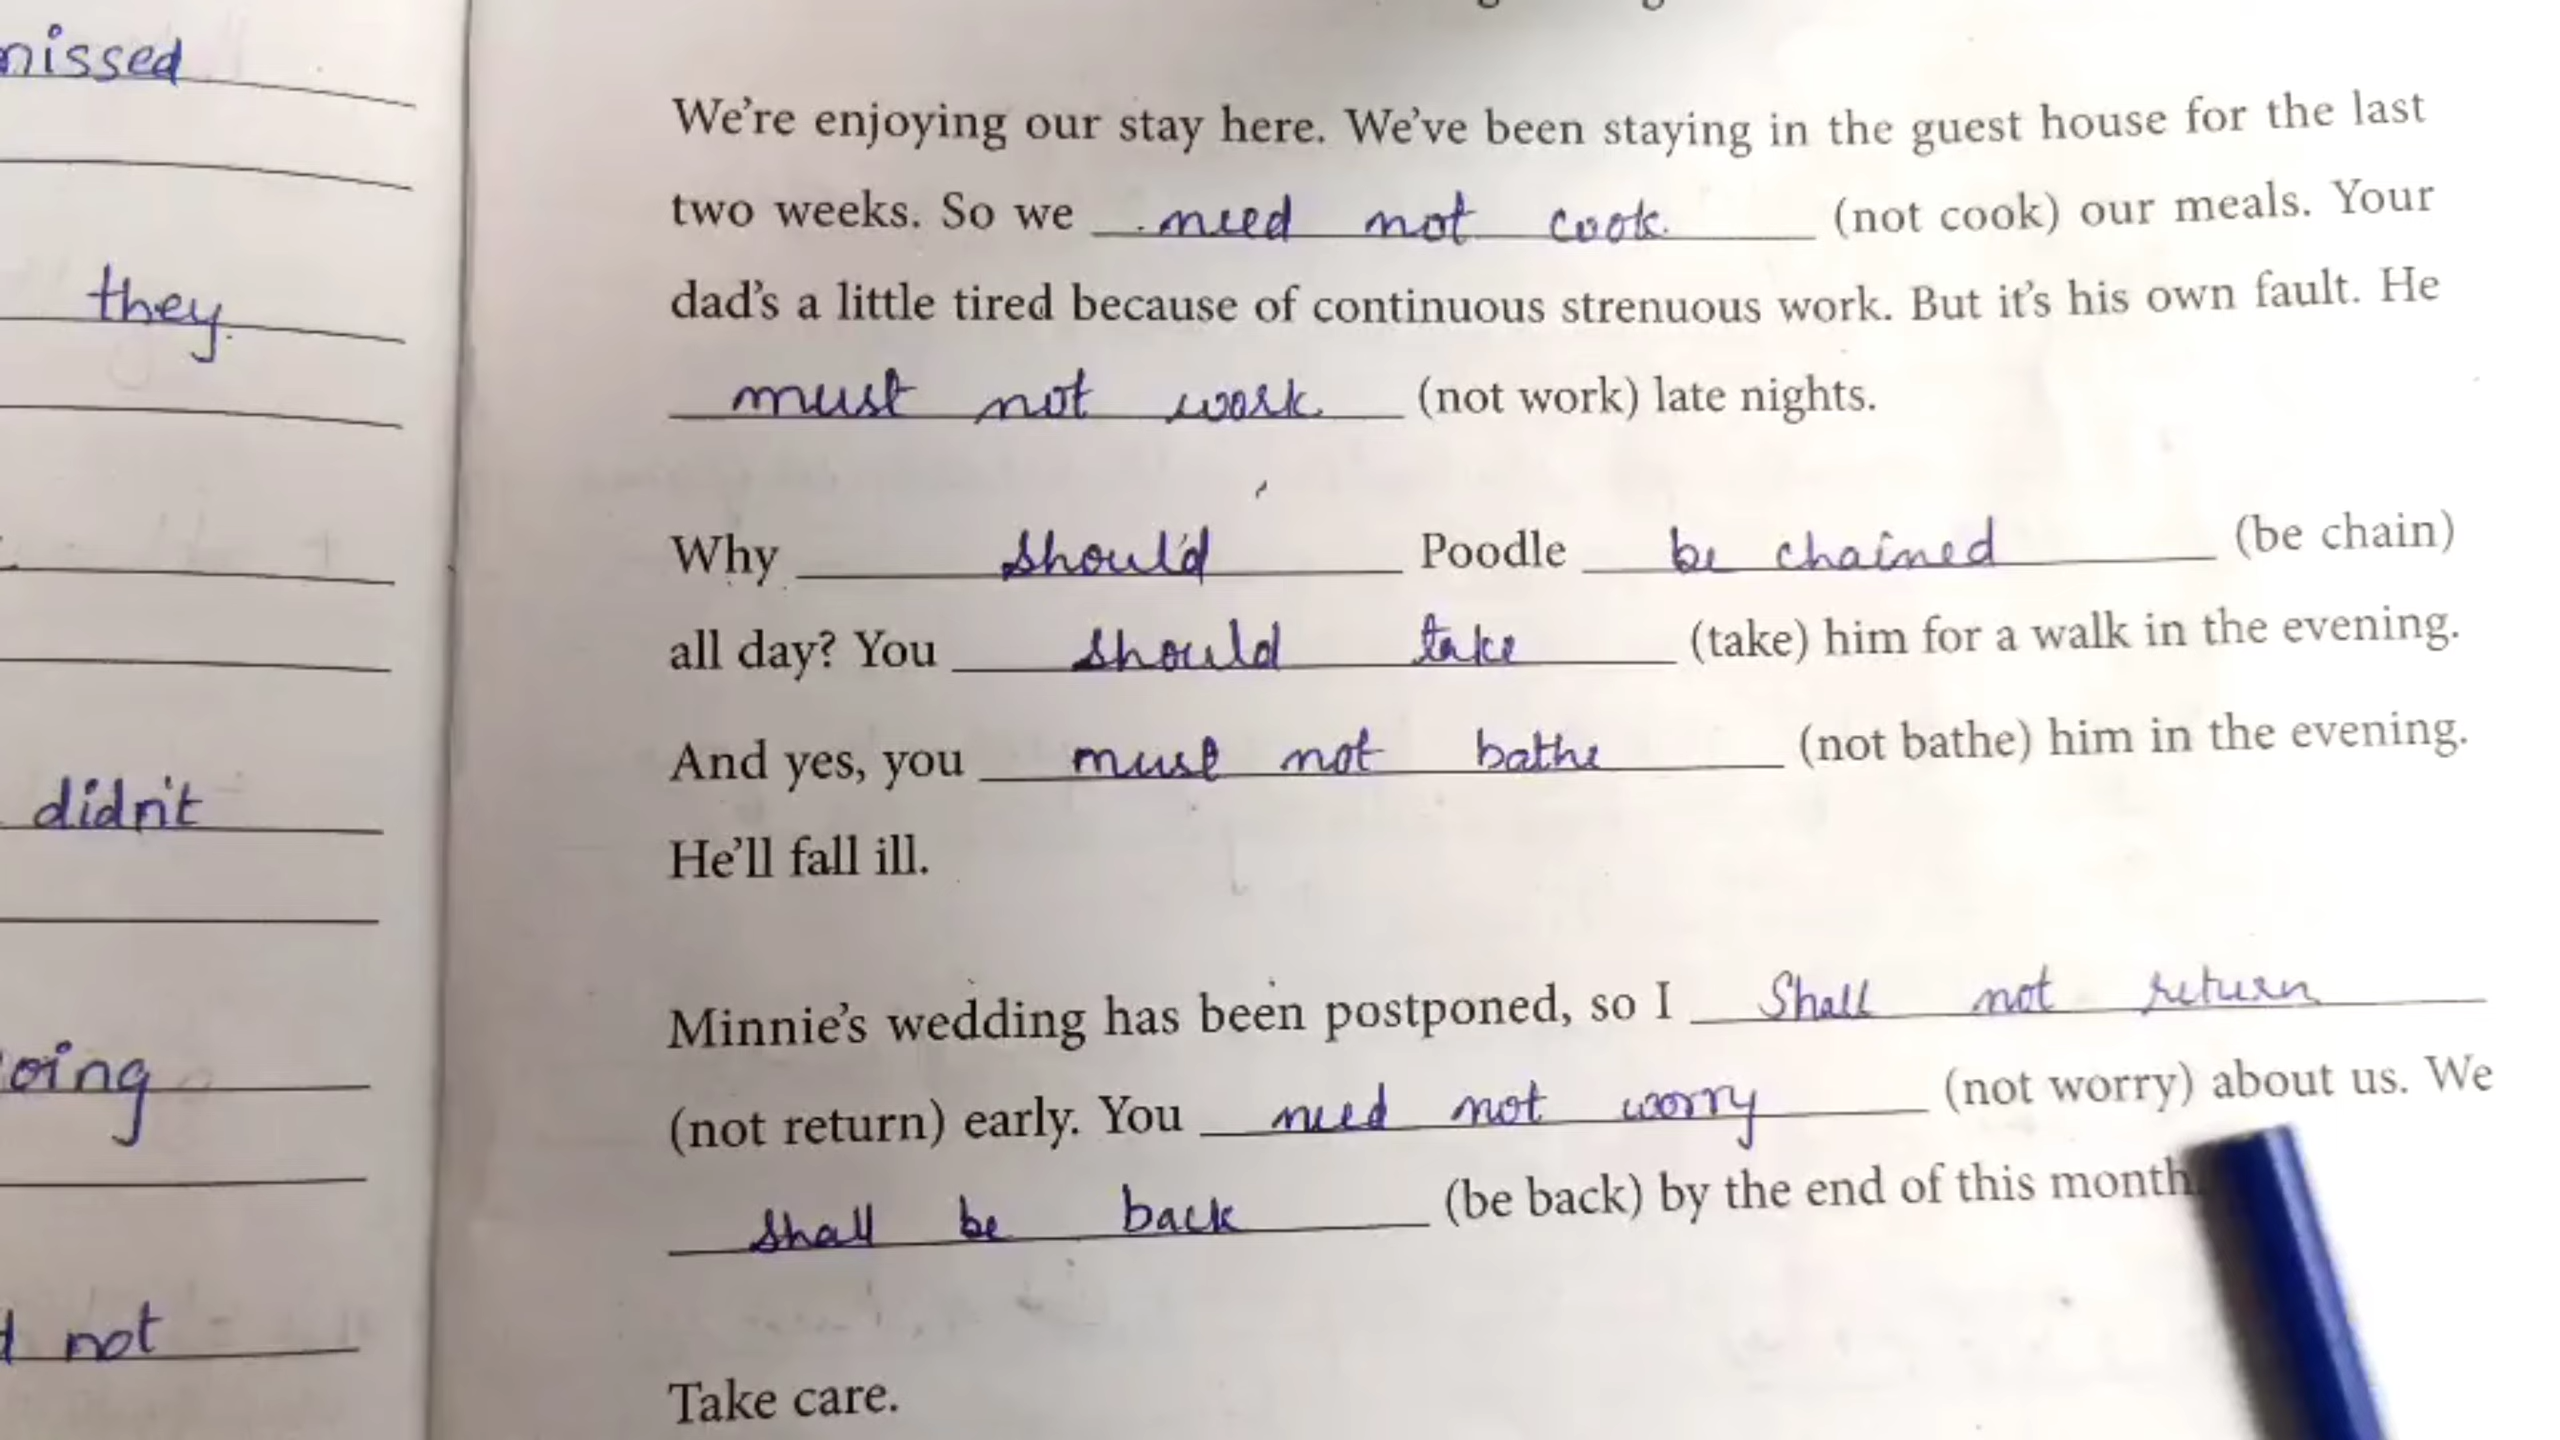 missed
they.
didn't
oing
not
We're enjoying our stay here. We've been staying in the guest house for the last
two weeks. So we need not cook (not cook) our meals. Your
dad's a little tired because of continuous strenuous work. But it's his own fault. He
must not work (not work) late nights.
Why should Poodle be chained (be chain)
all day? You should take (take) him for a walk in the evening.
And yes, you must not bathe (not bathe) him in the evening.
He'll fall ill.
Minnie's wedding has been postponed, so I Shall not return
(not return) early. You need not worry (not worry) about us. We
shall be back (be back) by the end of this month
Take care.